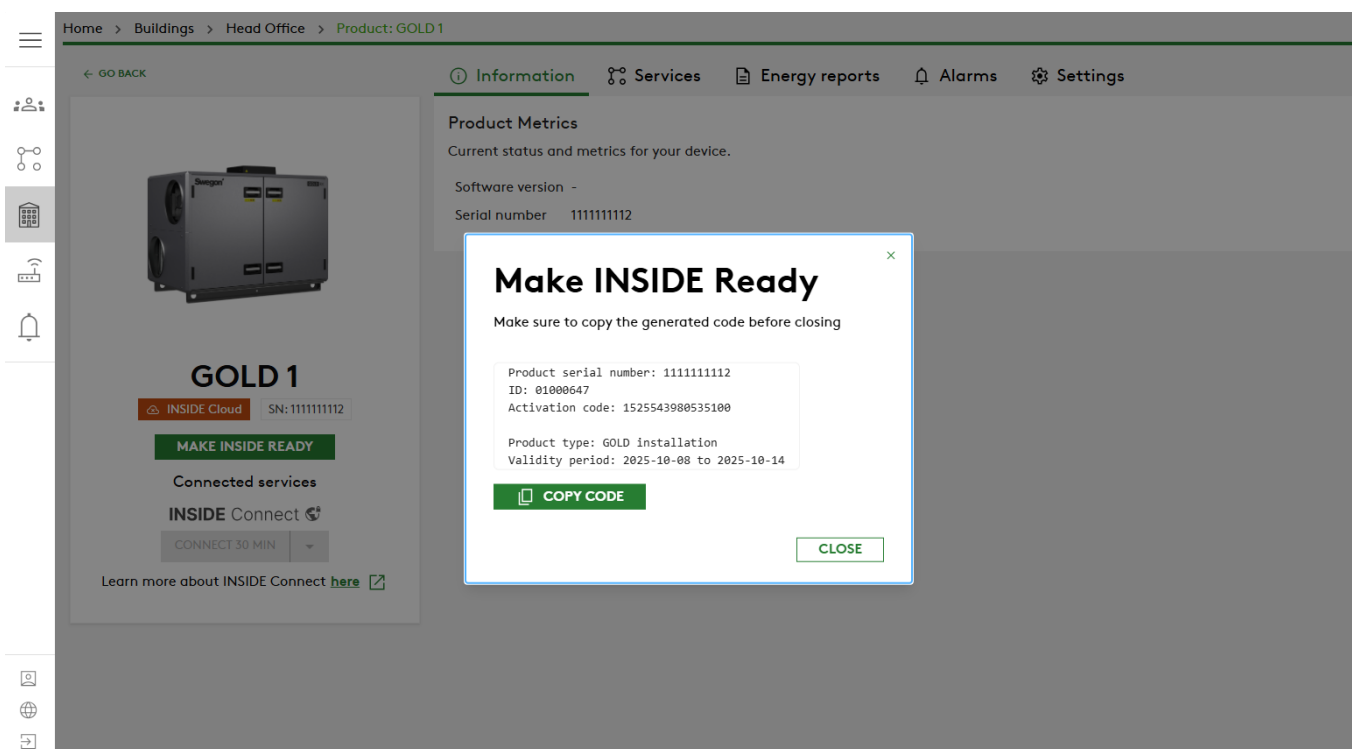 Home > Buildings > Head Office > Product: GOLD 1
← GO BACK
Information Services Energy reports Alarms Settings
Product Metrics
Current status and metrics for your device.
Software version -
Serial number 1111111112
Swegon
GOLD 1
INSIDE Cloud SN: 1111111112
MAKE INSIDE READY
Connected services
INSIDE Connect
CONNECT 30 MIN
Learn more about INSIDE Connect here
×
Make INSIDE Ready
Make sure to copy the generated code before closing
Product serial number: 1111111112
ID: 01000647
Activation code: 1525543980535100
Product type: GOLD installation
Validity period: 2025-10-08 to 2025-10-14
COPY CODE
CLOSE